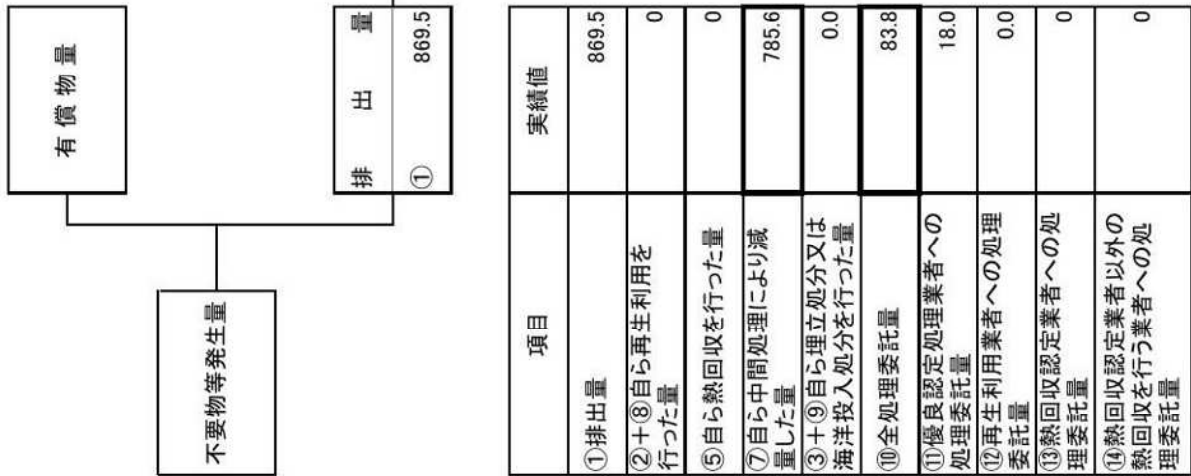 有償物量
不要物等発生量
排出量
① 869.5
項目 実績値
①排出量 869.5
②+⑧自ら再生利用を
行った量 0
⑤自ら熱回収を行った量 0
⑦自ら中間処理により減
量した量 785.6
③+⑨自ら埋立処分又は
海洋投入処分を行った量 0.0
⑩全処理委託量 83.8
⑪優良認定処理業者への
処理委託量 18.0
⑫再生利用業者への処理
委託量 0.0
⑬熱回収認定業者への処
理委託量 0
⑭熱回収認定業者以外の
熱回収を行う業者への処
理委託量 0